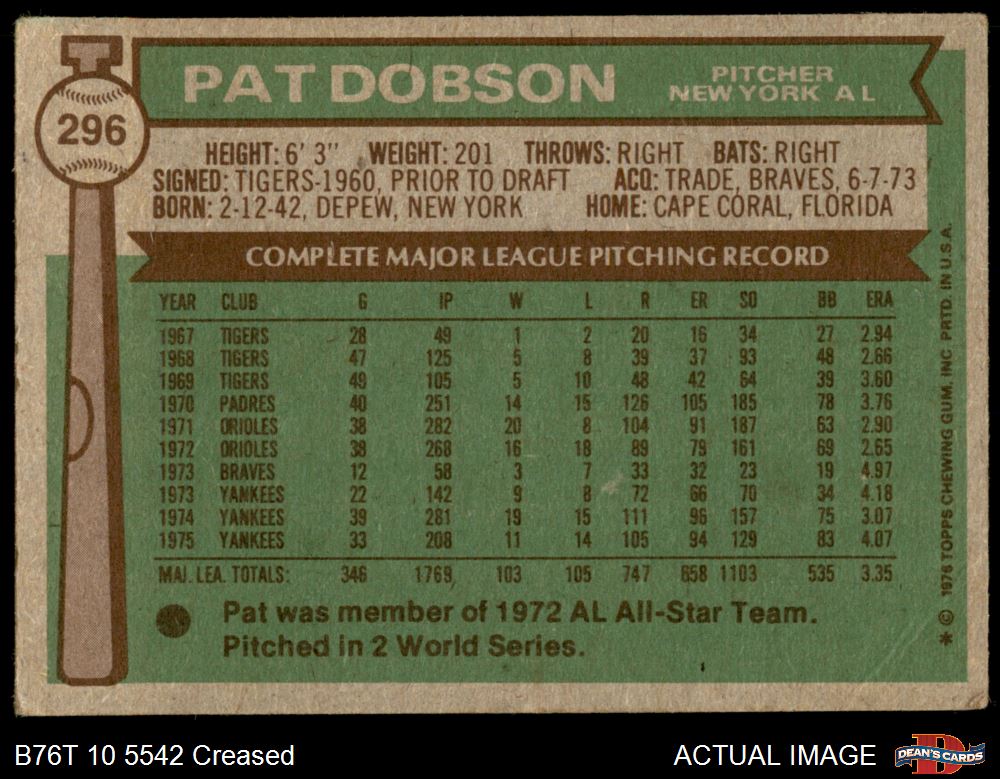 PAT DOBSON
PITCHER
NEW YORK A L
296
HEIGHT: 6' 3" WEIGHT: 201 THROWS: RIGHT BATS: RIGHT
SIGNED: TIGERS-1960, PRIOR TO DRAFT ACQ: TRADE, BRAVES, 6-7-73
BORN: 2-12-42, DEPEW, NEW YORK HOME: CAPE CORAL, FLORIDA
COMPLETE MAJOR LEAGUE PITCHING RECORD
YEAR CLUB G IP W L R ER SO BB ERA
1967 TIGERS 28 49 1 2 20 16 34 27 2.94
1968 TIGERS 47 125 5 8 39 37 93 48 2.66
1969 TIGERS 49 105 5 10 48 42 64 39 3.60
1970 PADRES 40 251 14 15 126 105 185 78 3.76
1971 ORIOLES 38 282 20 8 104 91 187 63 2.90
1972 ORIOLES 38 268 16 18 89 79 161 69 2.65
1973 BRAVES 12 58 3 7 33 32 23 19 4.97
1973 YANKEES 22 142 9 8 72 66 70 34 4.18
1974 YANKEES 39 281 19 15 111 96 157 75 3.07
1975 YANKEES 33 208 11 14 105 94 129 83 4.07
MAJ. LEA. TOTALS: 346 1769 103 105 747 658 1103 535 3.35
Pat was member of 1972 AL All-Star Team.
Pitched in 2 World Series.
* © 1976 TOPPS CHEWING GUM, INC. PRTD. IN U.S.A.
B76T 10 5542 Creased
ACTUAL IMAGE
DEAN'S CARDS